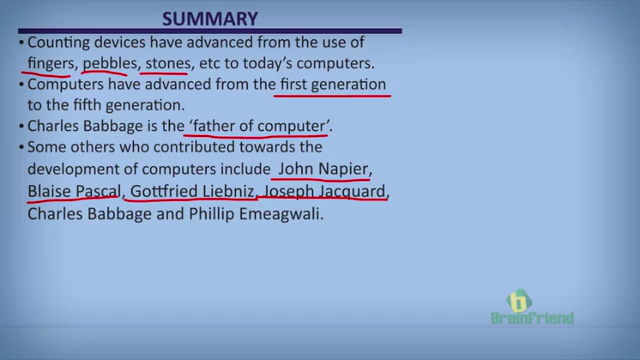 SUMMARY
• Counting devices have advanced from the use of
fingers, pebbles, stones, etc to today's computers.
• Computers have advanced from the first generation
to the fifth generation.
• Charles Babbage is the ‘father of computer’.
• Some others who contributed towards the
development of computers include John Napier,
Blaise Pascal, Gottfried Liebniz, Joseph Jacquard,
Charles Babbage and Phillip Emeagwali.
b
BrainFriend